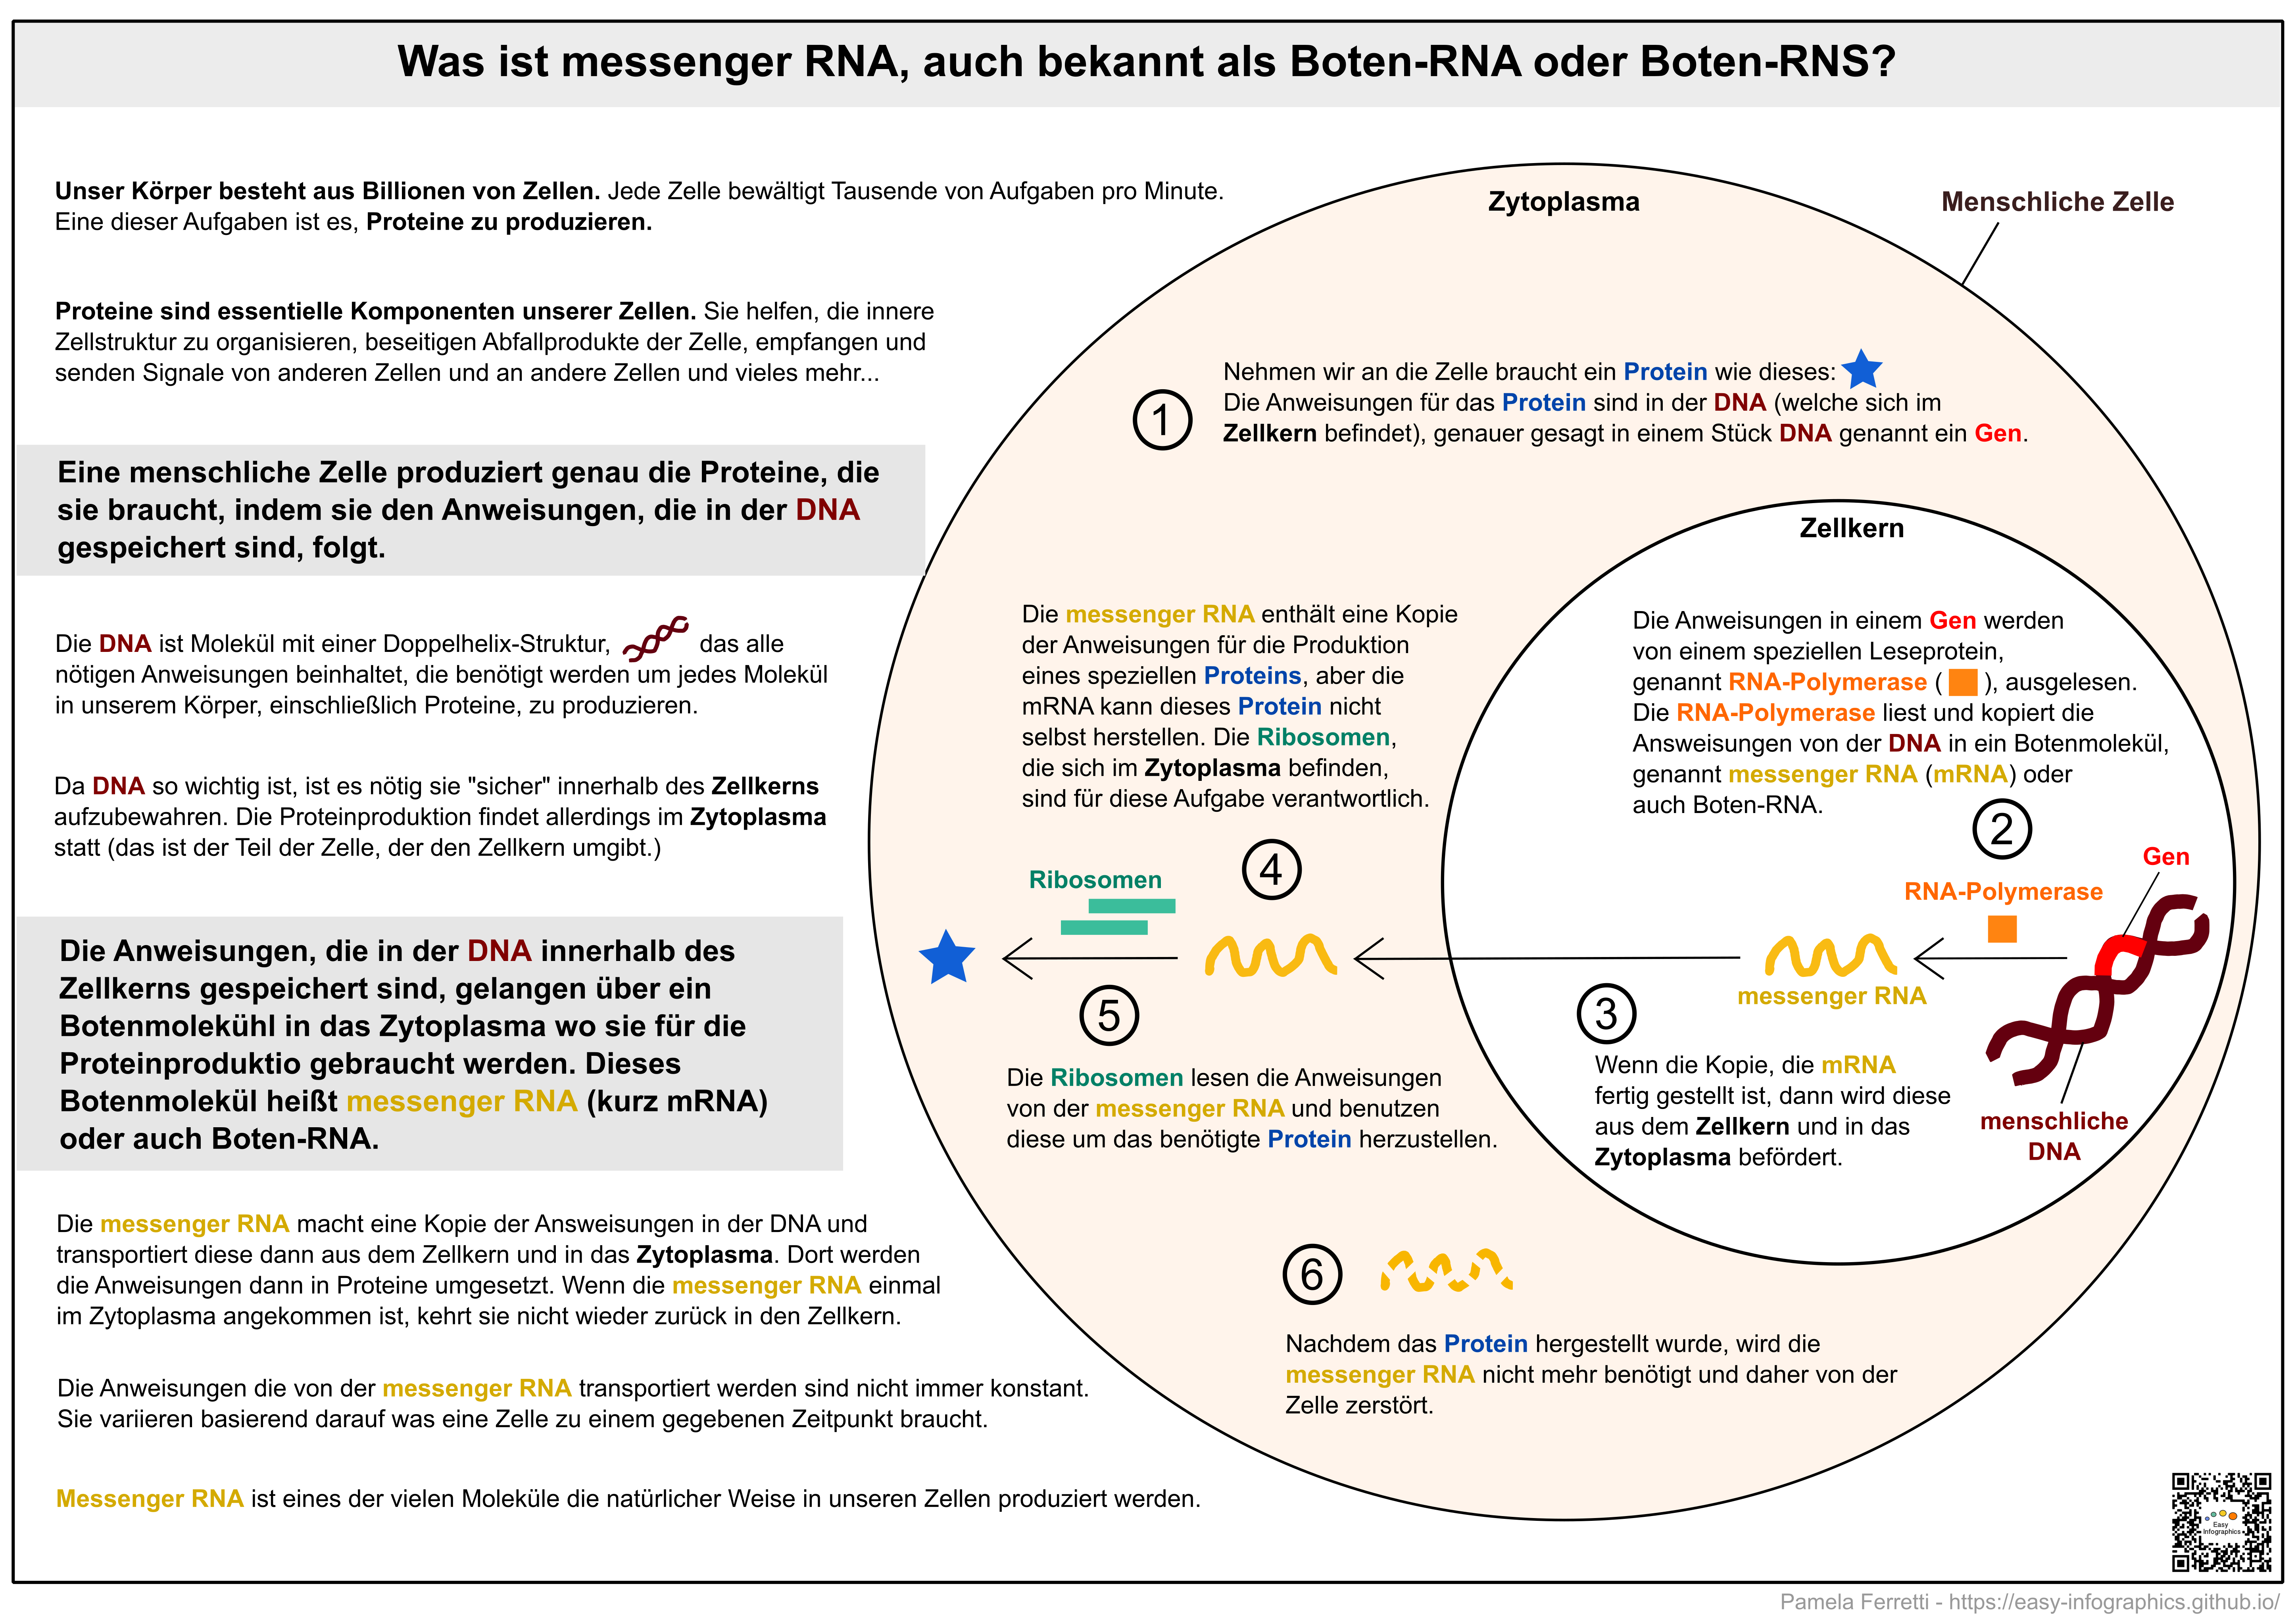 Was ist messenger RNA, auch bekannt als Boten-RNA oder Boten-RNS?
Unser Körper besteht aus Billionen von Zellen. Jede Zelle bewältigt Tausende von Aufgaben pro Minute.
Eine dieser Aufgaben ist es, Proteine zu produzieren.
Proteine sind essentielle Komponenten unserer Zellen. Sie helfen, die innere
Zellstruktur zu organisieren, beseitigen Abfallprodukte der Zelle, empfangen und
senden Signale von anderen Zellen und an andere Zellen und vieles mehr...
Eine menschliche Zelle produziert genau die Proteine, die
sie braucht, indem sie den Anweisungen, die in der DNA
gespeichert sind, folgt.
Die DNA ist Molekül mit einer Doppelhelix-Struktur, das alle
nötigen Anweisungen beinhaltet, die benötigt werden um jedes Molekül
in unserem Körper, einschließlich Proteine, zu produzieren.
Da DNA so wichtig ist, ist es nötig sie "sicher" innerhalb des Zellkerns
aufzubewahren. Die Proteinproduktion findet allerdings im Zytoplasma
statt (das ist der Teil der Zelle, der den Zellkern umgibt.)
Die Anweisungen, die in der DNA innerhalb des
Zellkerns gespeichert sind, gelangen über ein
Botenmolekühl in das Zytoplasma wo sie für die
Proteinproduktio gebraucht werden. Dieses
Botenmolekül heißt messenger RNA (kurz mRNA)
oder auch Boten-RNA.
Die messenger RNA macht eine Kopie der Answeisungen in der DNA und
transportiert diese dann aus dem Zellkern und in das Zytoplasma. Dort werden
die Anweisungen dann in Proteine umgesetzt. Wenn die messenger RNA einmal
im Zytoplasma angekommen ist, kehrt sie nicht wieder zurück in den Zellkern.
Die Anweisungen die von der messenger RNA transportiert werden sind nicht immer konstant.
Sie variieren basierend darauf was eine Zelle zu einem gegebenen Zeitpunkt braucht.
Messenger RNA ist eines der vielen Moleküle die natürlicher Weise in unseren Zellen produziert werden.
Zytoplasma
Menschliche Zelle
1
Nehmen wir an die Zelle braucht ein Protein wie dieses:
Die Anweisungen für das Protein sind in der DNA (welche sich im
Zellkern befindet), genauer gesagt in einem Stück DNA genannt ein Gen.
Zellkern
Die Anweisungen in einem Gen werden
von einem speziellen Leseprotein,
genannt RNA-Polymerase ( ), ausgelesen.
Die RNA-Polymerase liest und kopiert die
Answeisungen von der DNA in ein Botenmolekül,
genannt messenger RNA (mRNA) oder
auch Boten-RNA.
2
Gen
RNA-Polymerase
messenger RNA
menschliche
DNA
3
Wenn die Kopie, die mRNA
fertig gestellt ist, dann wird diese
aus dem Zellkern und in das
Zytoplasma befördert.
Die messenger RNA enthält eine Kopie
der Anweisungen für die Produktion
eines speziellen Proteins, aber die
mRNA kann dieses Protein nicht
selbst herstellen. Die Ribosomen,
die sich im Zytoplasma befinden,
sind für diese Aufgabe verantwortlich.
4
Ribosomen
5
Die Ribosomen lesen die Anweisungen
von der messenger RNA und benutzen
diese um das benötigte Protein herzustellen.
6
Nachdem das Protein hergestellt wurde, wird die
messenger RNA nicht mehr benötigt und daher von der
Zelle zerstört.
Easy
Infographics
Pamela Ferretti - https://easy-infographics.github.io/